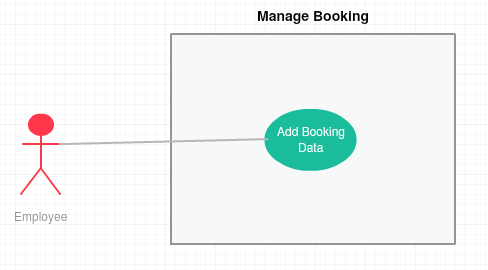 Manage Booking
Add Booking
Data
Employee